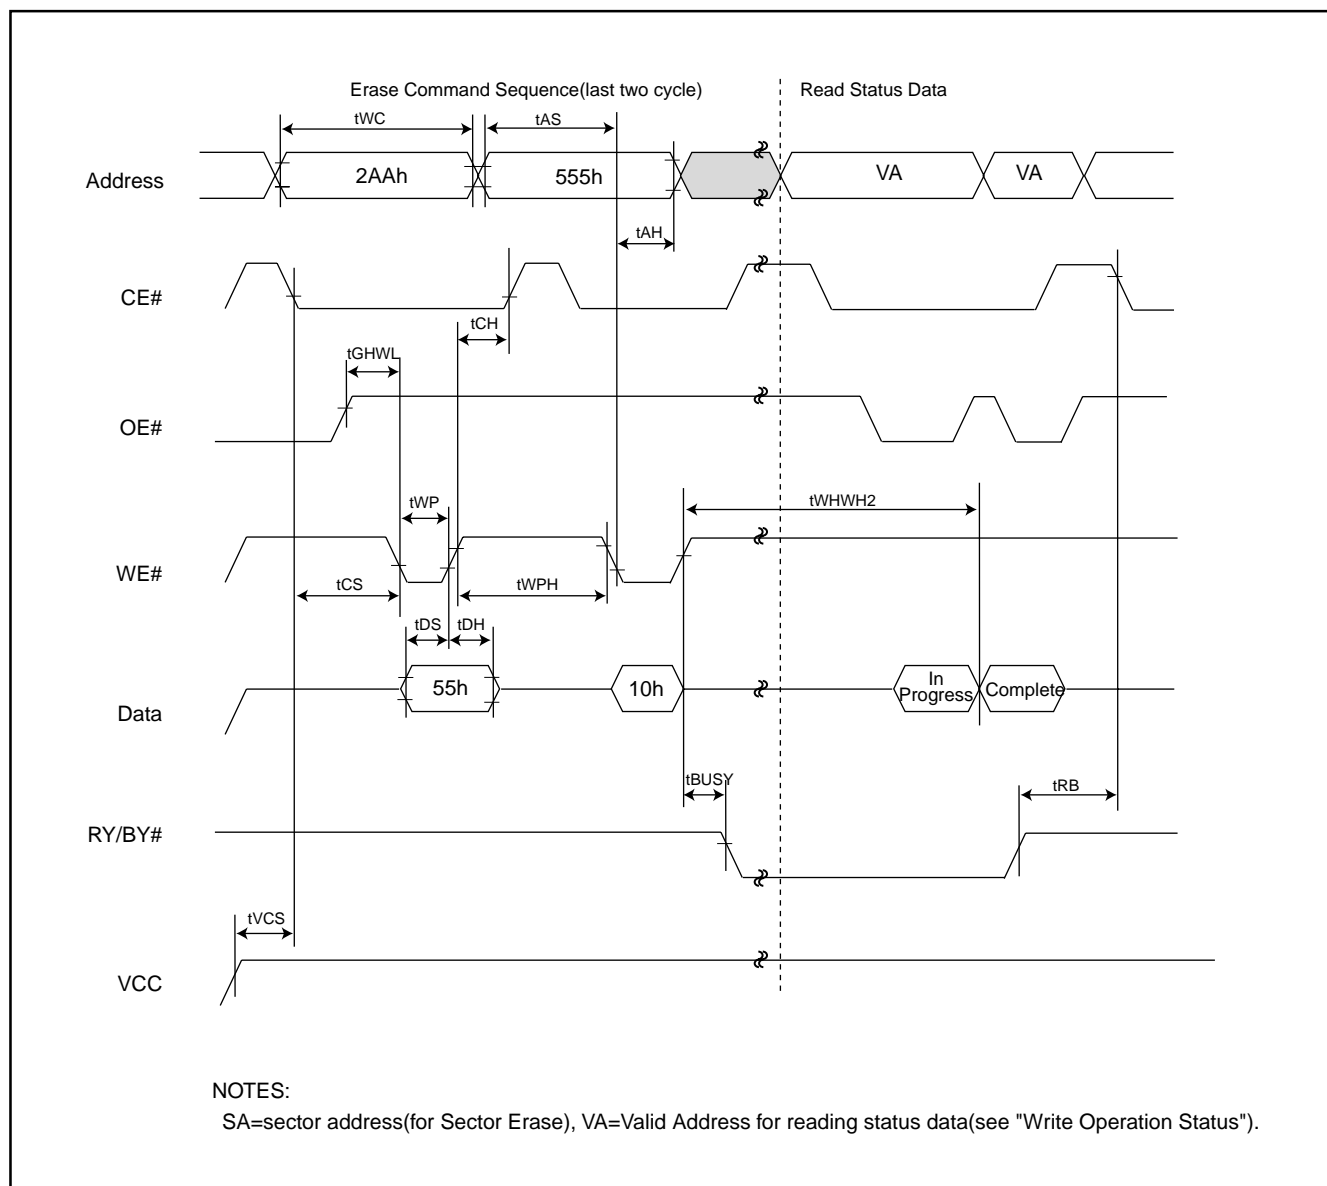 Erase Command Sequence(last two cycle)
Read Status Data
tWC
tAS
Address
2AAh
555h
VA
VA
tAH
CE#
tCH
tGHWL
OE#
tWP
tWHWH2
WE#
tCS
tWPH
tDS
tDH
55h
10h
In
Progress
Complete
Data
tBUSY
tRB
RY/BY#
tVCS
VCC
NOTES:
SA=sector address(for Sector Erase), VA=Valid Address for reading status data(see "Write Operation Status").